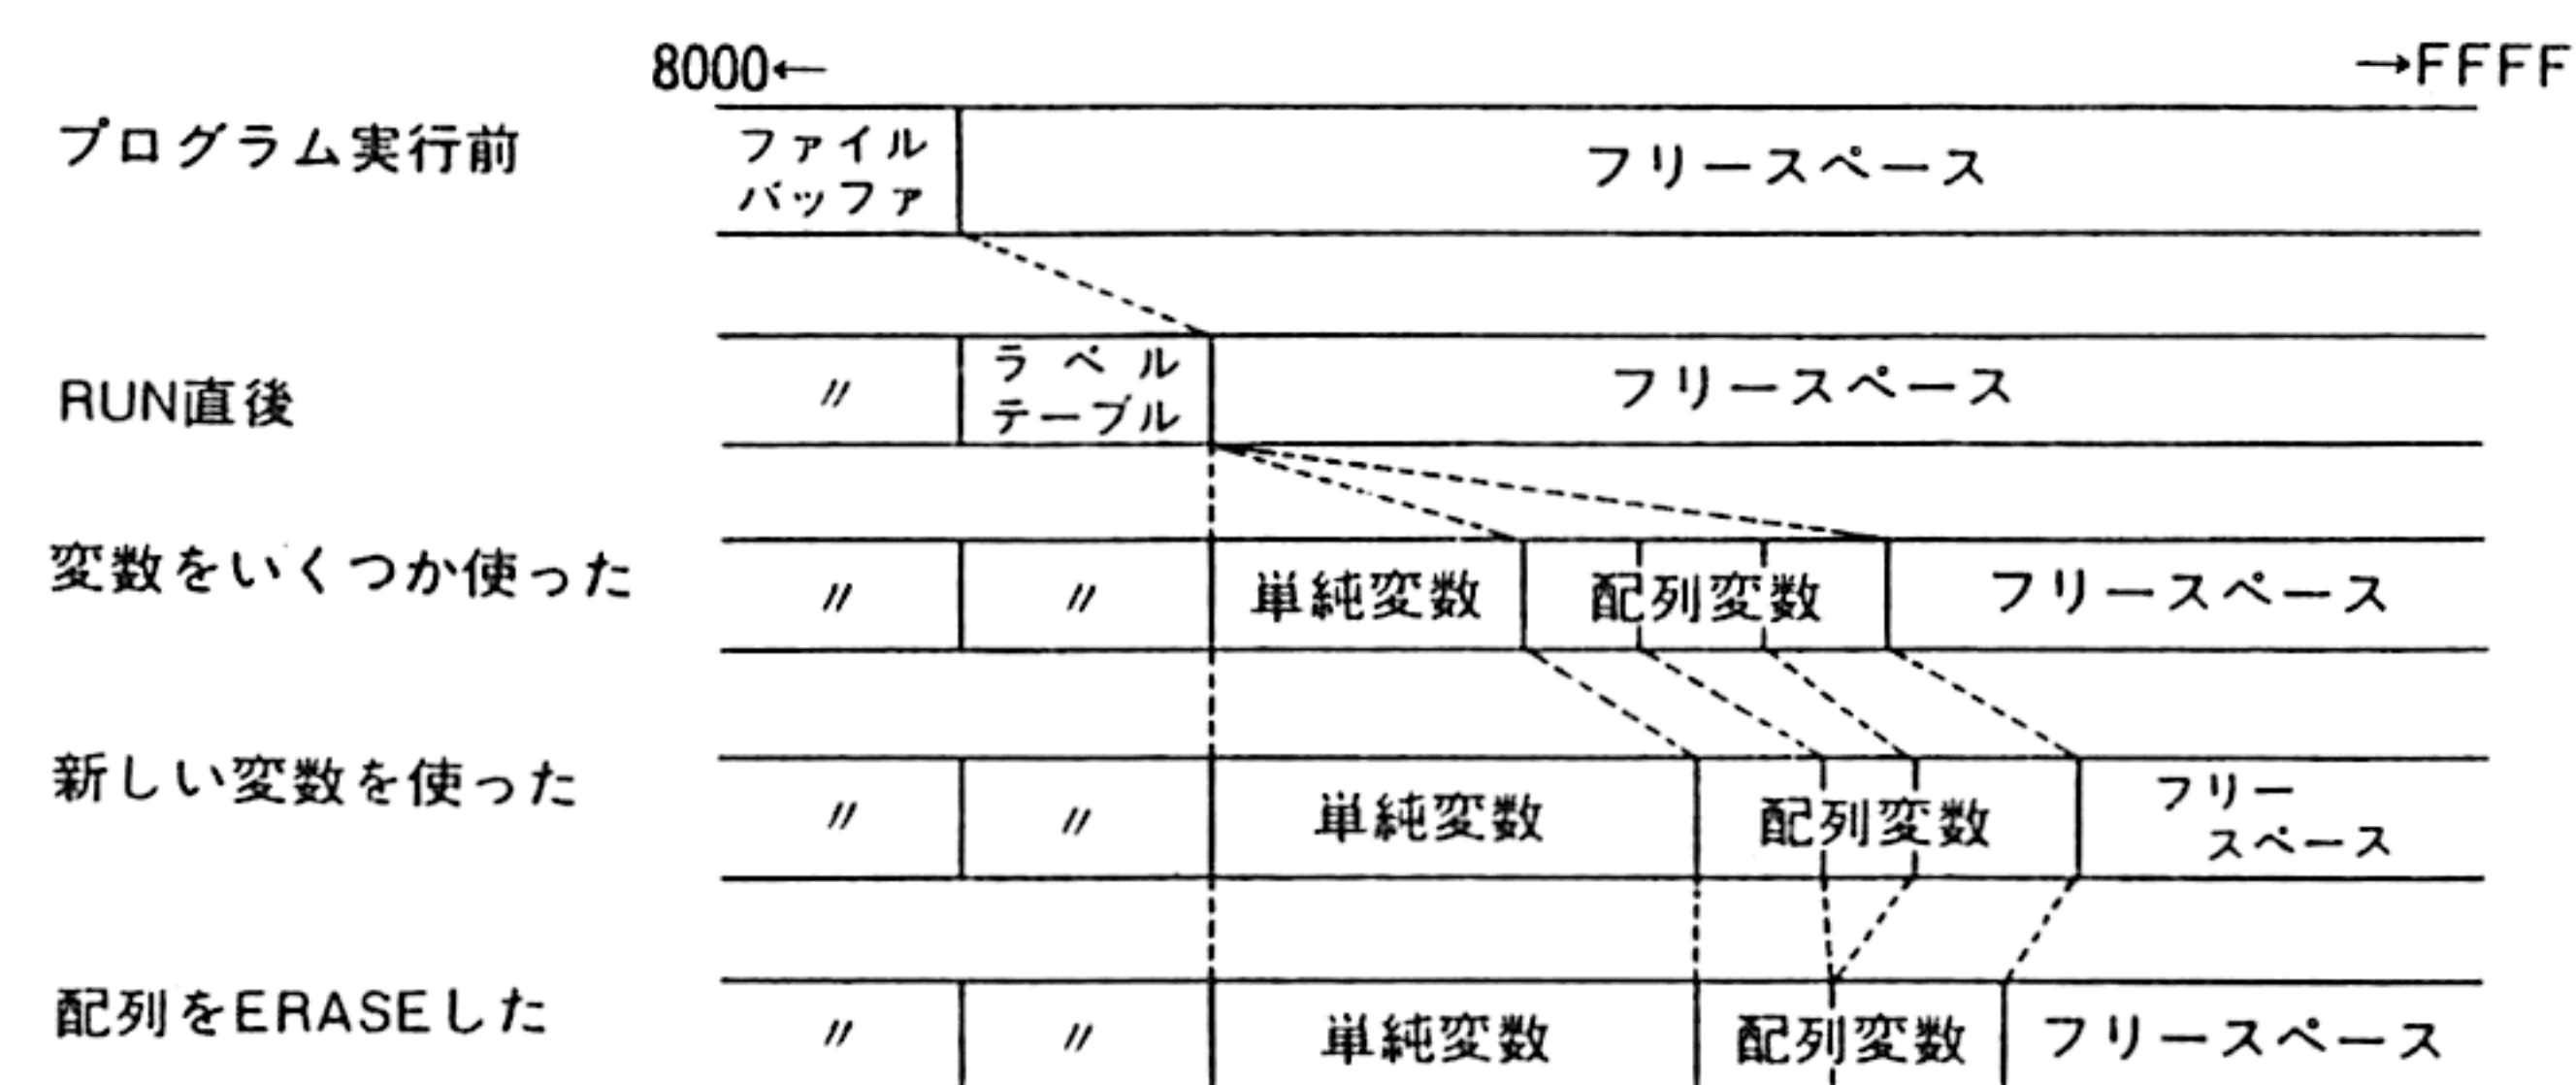 8000← →FFFF
プログラム実行前
ファイル
バッファ
フリースペース
RUN直後
〃
ラベル
テーブル
フリースペース
変数をいくつか使った
〃
〃
単純変数
配列変数
フリースペース
新しい変数を使った
〃
〃
単純変数
配列変数
フリー
スペース
配列をERASEした
〃
〃
単純変数
配列変数
フリースペース